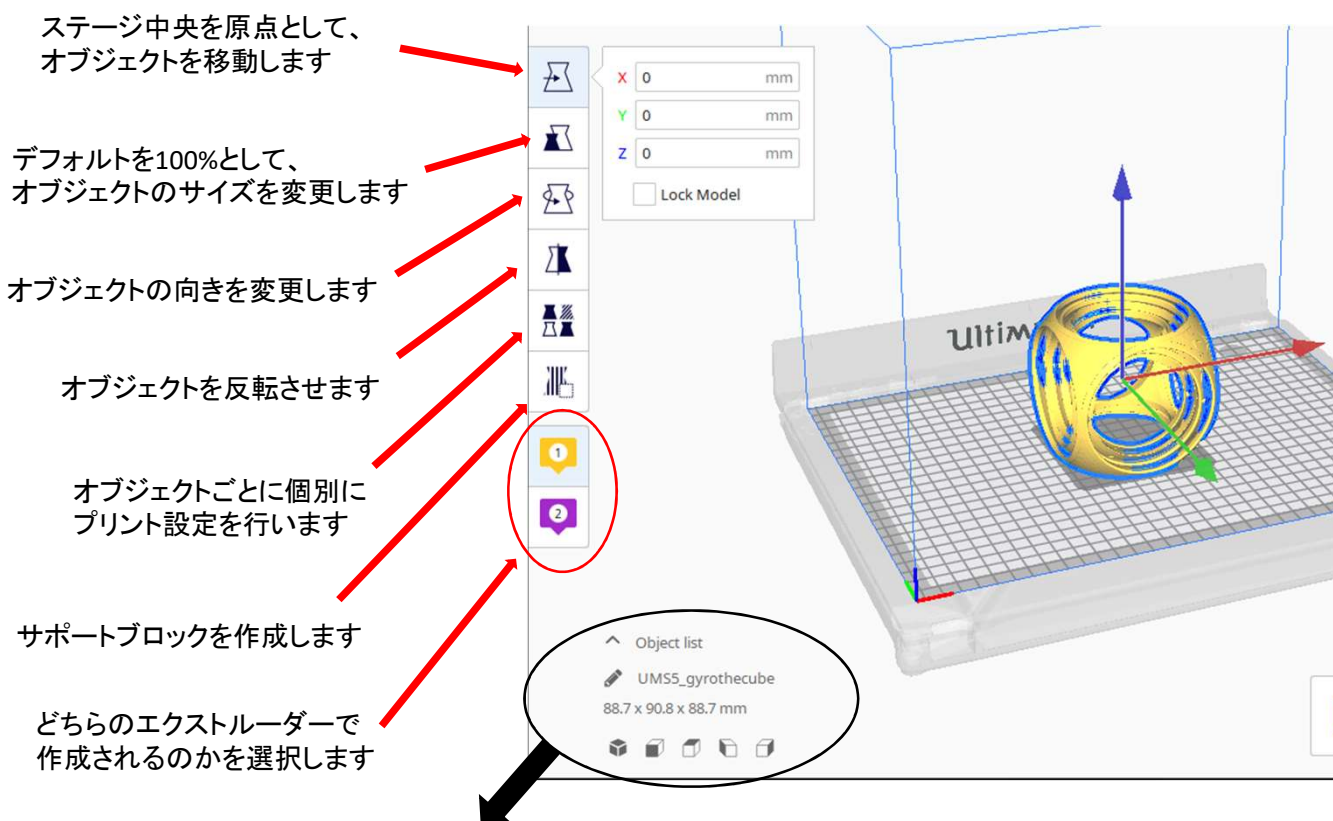 ステージ中央を原点として、
オブジェクトを移動します
デフォルトを100%として、
オブジェクトのサイズを変更します
オブジェクトの向きを変更します
オブジェクトを反転させます
オブジェクトごとに個別に
プリント設定を行います
サポートブロックを作成します
どちらのエクストルーダーで
作成されるのかを選択します
X 0 mm
Y 0 mm
Z 0 mm
Lock Model
1
2
Ultim
Object list
UMS5_gyrothecube
88.7 x 90.8 x 88.7 mm